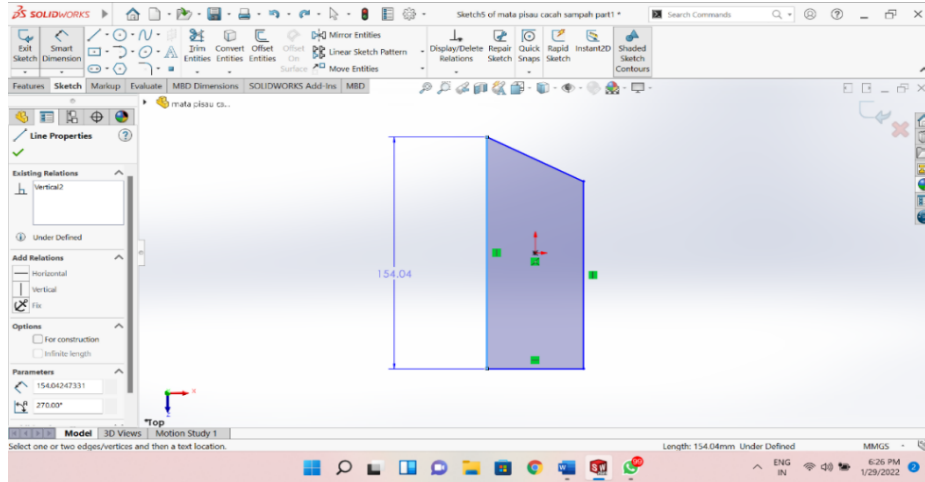 SOLIDWORKS
Sketch5 of mata pisau cacah sampah part1 *
Search Commands
Exit Sketch
Smart Dimension
Trim Entities
Convert Entities
Offset Entities
Offset On Surface
Mirror Entities
Linear Sketch Pattern
Move Entities
Display/Delete Relations
Repair Sketch
Quick Snaps
Rapid Sketch
Instant2D
Shaded Sketch Contours
Features Sketch Markup Evaluate MBD Dimensions SOLIDWORKS Add-Ins MBD
mata pisau ca...
Line Properties
Existing Relations
Vertical2
Under Defined
Add Relations
Horizontal
Vertical
Fix
Options
For construction
Infinite length
Parameters
154.04247331
270.00°
154.04
*Top
Model 3D Views Motion Study 1
Select one or two edges/vertices and then a text location.
Length: 154.04mm Under Defined MMGS
ENG
IN
6:26 PM
1/29/2022